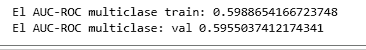 El AUC-ROC multiclase train: 0.5988654166723748
El AUC-ROC multiclase: val 0.5955037412174341